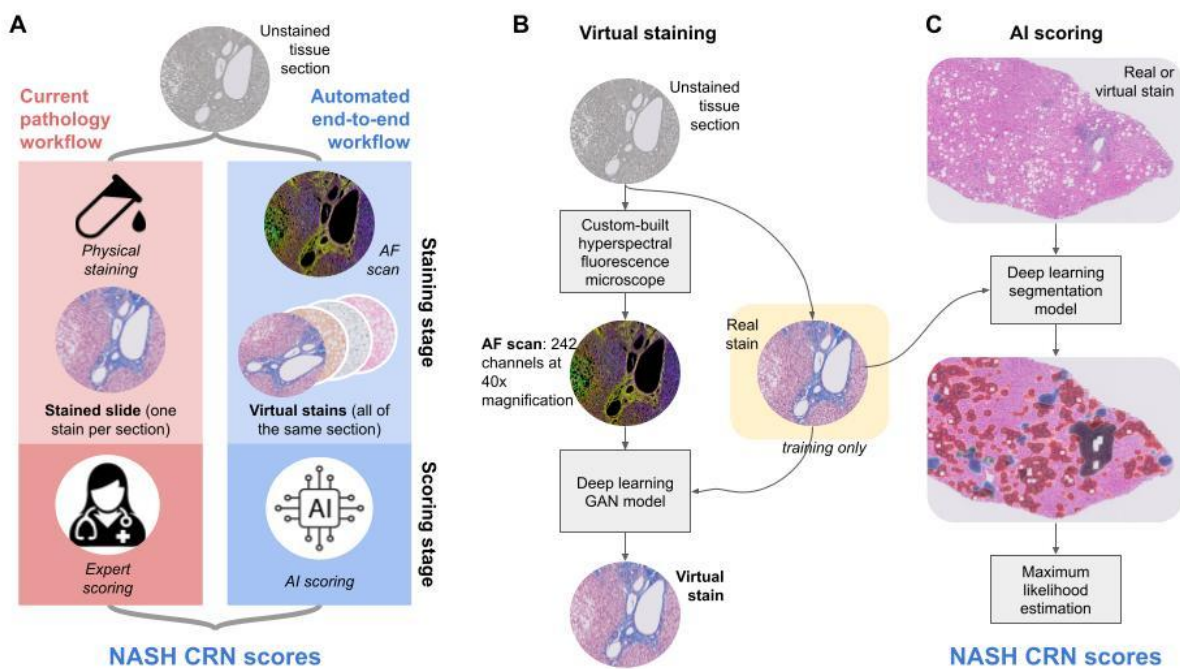 A
Unstained
tissue
section
Current
pathology
workflow
Automated
end-to-end
workflow
Physical
staining
AF
scan
Stained slide (one
stain per section)
Virtual stains (all of
the same section)
Staining stage
Expert
scoring
AI
AI scoring
Scoring stage
NASH CRN scores
B
Virtual staining
Unstained
tissue
section
Custom-built
hyperspectral
fluorescence
microscope
AF scan: 242
channels at
40x
magnification
Real
stain
training only
Deep learning
GAN model
Virtual
stain
C
AI scoring
Real or
virtual stain
Deep learning
segmentation
model
Maximum
likelihood
estimation
NASH CRN scores